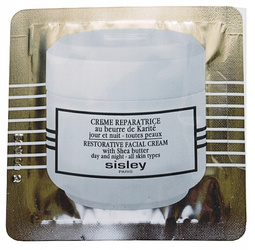 CREME REPARATRICE
au beurre de Karité
jour et nuit - toutes peaux
RESTORATIVE FACIAL CREAM
with Shea butter
day and night - all skin types
sisley
PARIS